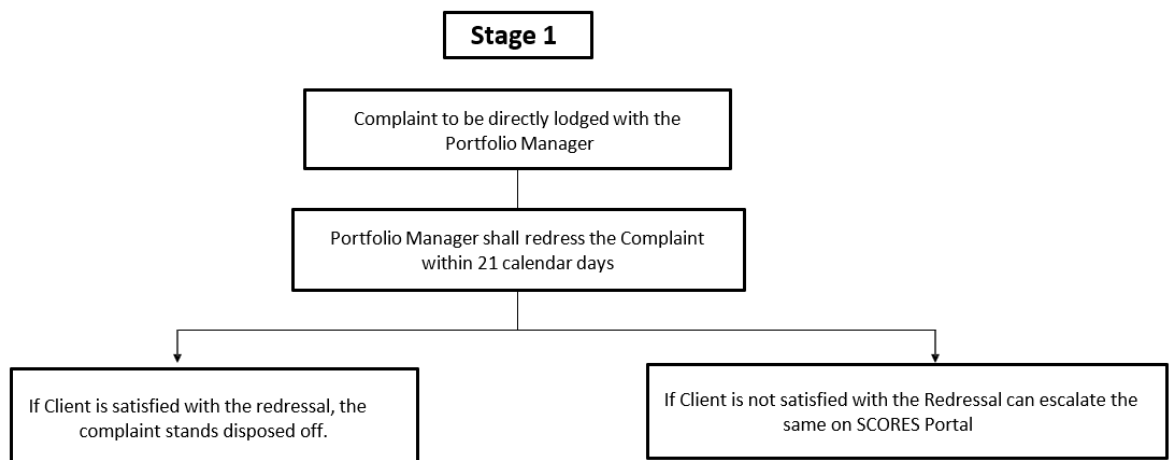 Stage 1
Complaint to be directly lodged with the
Portfolio Manager
Portfolio Manager shall redress the Complaint
within 21 calendar days
If Client is satisfied with the redressal, the
complaint stands disposed off.
If Client is not satisfied with the Redressal can escalate the
same on SCORES Portal